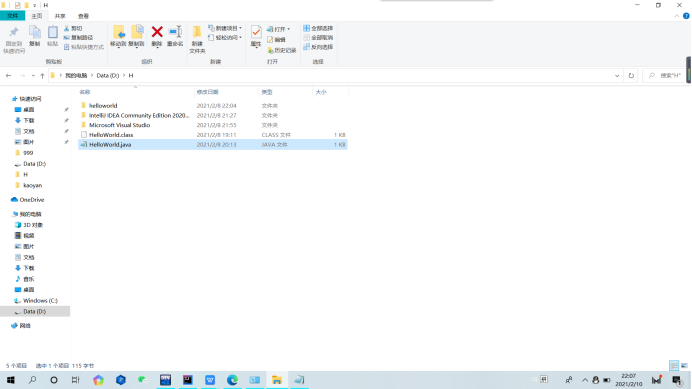 H
文件 主页 共享 查看
固定到快速访问 复制 粘贴 剪切 复制路径 粘贴快捷方式 移动到 复制到 删除 重命名 新建文件夹 新建项目 轻松访问 属性 打开 编辑 历史记录 全部选择 全部取消 反向选择
剪贴板 组织 新建 打开 选择
我的电脑 › Data (D:) › H 搜索"H"
名称 修改日期 类型 大小
快速访问
桌面
下载
文档
图片
999
Data (D:)
H
kaoyan
OneDrive
我的电脑
3D 对象
视频
图片
文档
下载
音乐
桌面
Windows (C:)
Data (D:)
网络
helloworld 2021/2/8 22:04 文件夹
IntelliJ IDEA Community Edition 2020... 2021/2/8 21:27 文件夹
Microsoft Visual Studio 2021/2/8 21:55 文件夹
HelloWorld.class 2021/2/8 19:11 CLASS 文件 1 KB
HelloWorld.java 2021/2/8 20:13 JAVA 文件 1 KB
5 个项目 选中 1 个项目 115 字节
22:07
2021/2/10